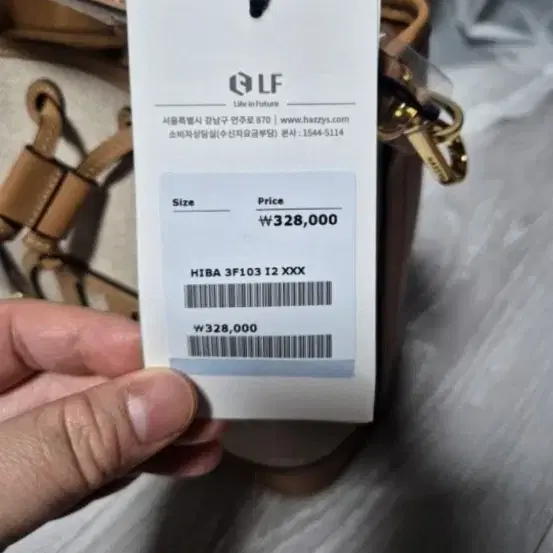 LF
Life in Future
서울특별시 강남구 언주로 870 | www.hazzys.com
소비자상담실(수신자요금부담) 본사 : 1544-5114
Size Price
₩328,000
HIBA 3F103 I2 XXX
₩328,000